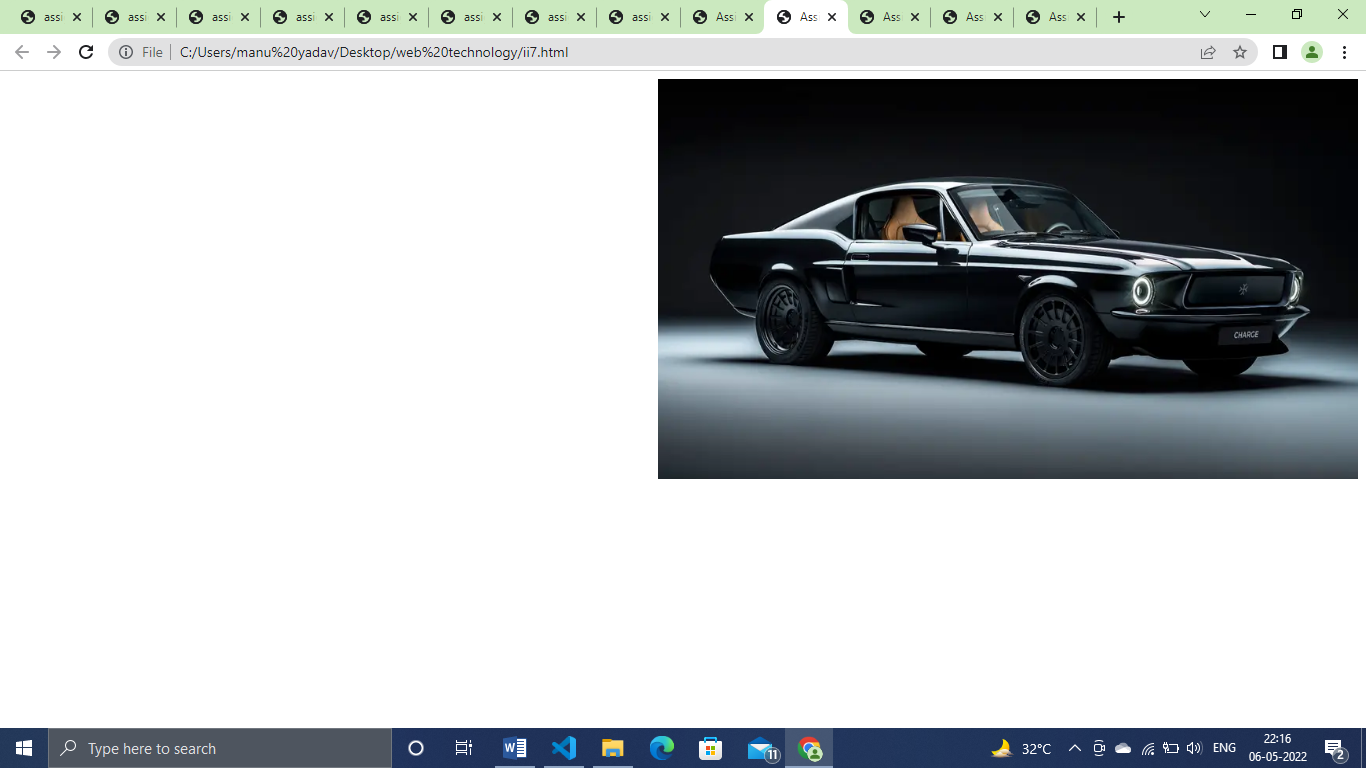 assi assi assi assi assi assi assi assi Assi Ass Ass Ass Ass
File C:/Users/manu%20yadav/Desktop/web%20technology/ii7.html
CHARGE
Type here to search 11 32°C ENG 22:16
06-05-2022 2